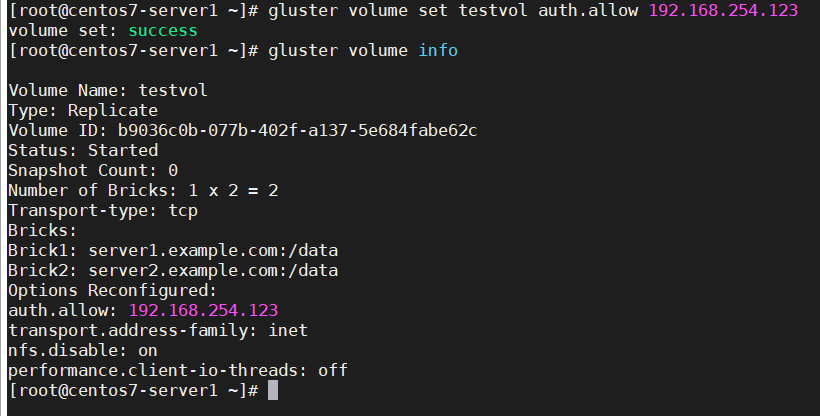 [root@centos7-server1 ~]# gluster volume set testvol auth.allow 192.168.254.123
volume set: success
[root@centos7-server1 ~]# gluster volume info
Volume Name: testvol
Type: Replicate
Volume ID: b9036c0b-077b-402f-a137-5e684fabe62c
Status: Started
Snapshot Count: 0
Number of Bricks: 1 x 2 = 2
Transport-type: tcp
Bricks:
Brick1: server1.example.com:/data
Brick2: server2.example.com:/data
Options Reconfigured:
auth.allow: 192.168.254.123
transport.address-family: inet
nfs.disable: on
performance.client-io-threads: off
[root@centos7-server1 ~]#